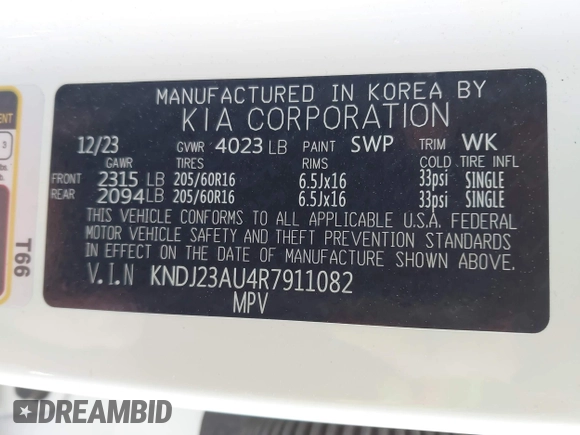 MANUFACTURED IN KOREA BY
KIA CORPORATION
12/23 GVWR 4023 LB PAINT SWP TRIM WK
GAWR TIRES RIMS COLD TIRE INFL
FRONT 2315 LB 205/60R16 6.5Jx16 33psi SINGLE
REAR 2094 LB 205/60R16 6.5Jx16 33psi SINGLE
THIS VEHICLE CONFORMS TO ALL APPLICABLE U.S.A. FEDERAL
MOTOR VEHICLE SAFETY AND THEFT PREVENTION STANDARDS
IN EFFECT ON THE DATE OF MANUFACTURE SHOWN ABOVE.
V.I.N KNDJ23AU4R7911082
MPV
T66
3
DREAMBID